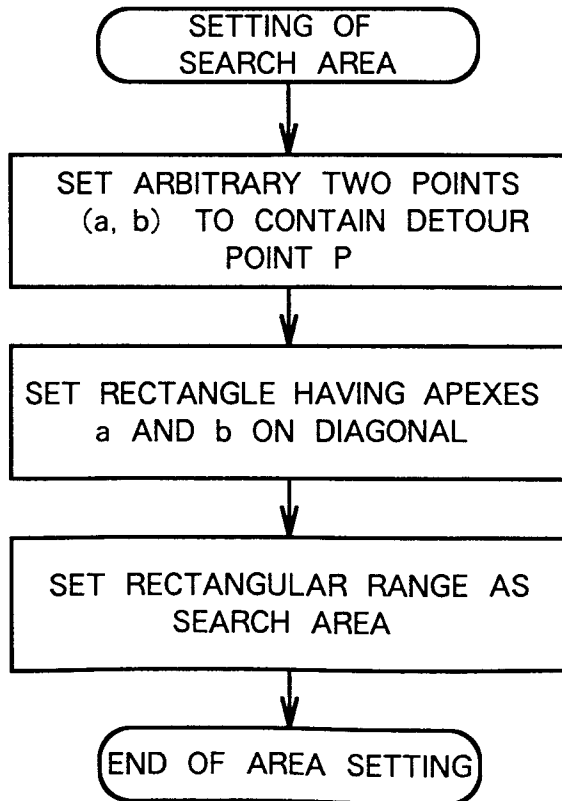 SETTING OF
SEARCH AREA
SET ARBITRARY TWO POINTS
(a, b) TO CONTAIN DETOUR
POINT P
SET RECTANGLE HAVING APEXES
a AND b ON DIAGONAL
SET RECTANGULAR RANGE AS
SEARCH AREA
END OF AREA SETTING